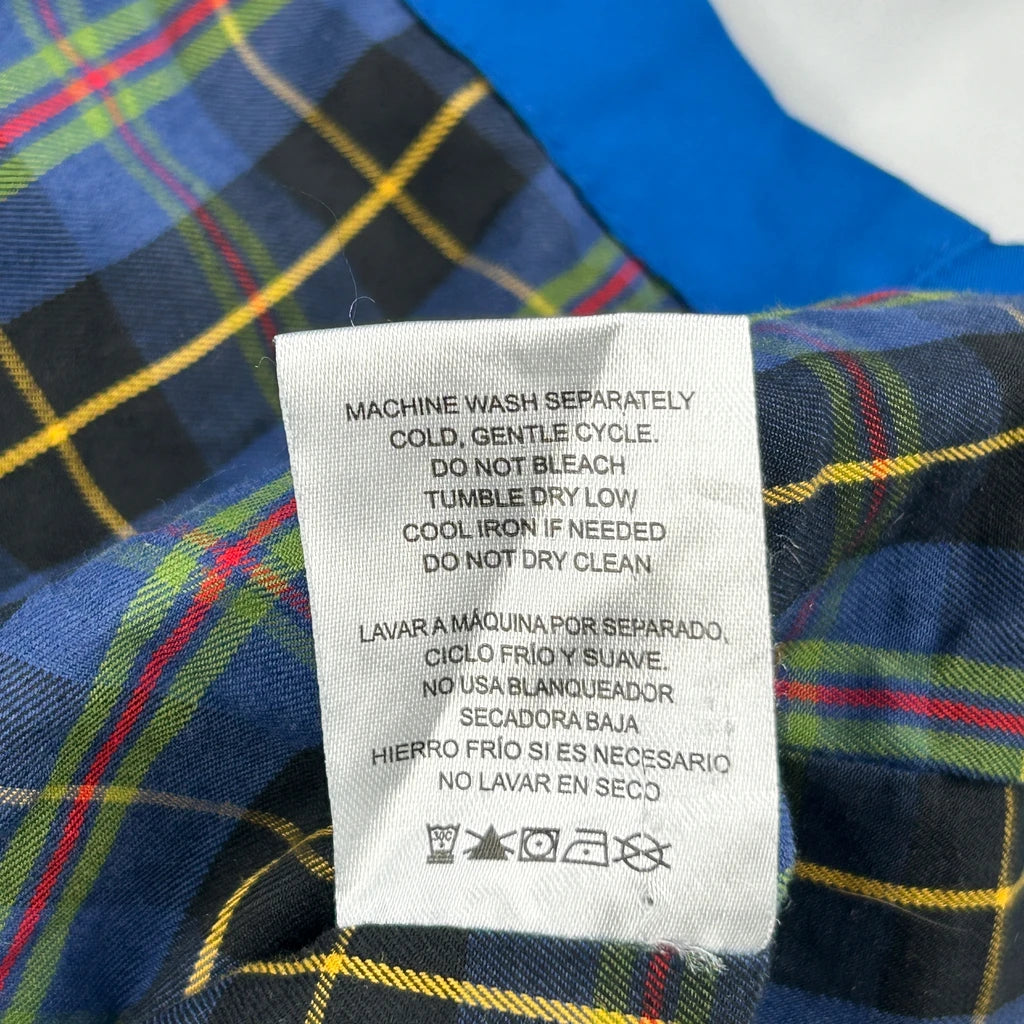 MACHINE WASH SEPARATELY
COLD, GENTLE CYCLE.
DO NOT BLEACH
TUMBLE DRY LOW
COOL IRON IF NEEDED
DO NOT DRY CLEAN
LAVAR A MÁQUINA POR SEPARADO,
CICLO FRÍO Y SUAVE.
NO USA BLANQUEADOR
SECADORA BAJA
HIERRO FRÍO SI ES NECESARIO
NO LAVAR EN SECO
30C